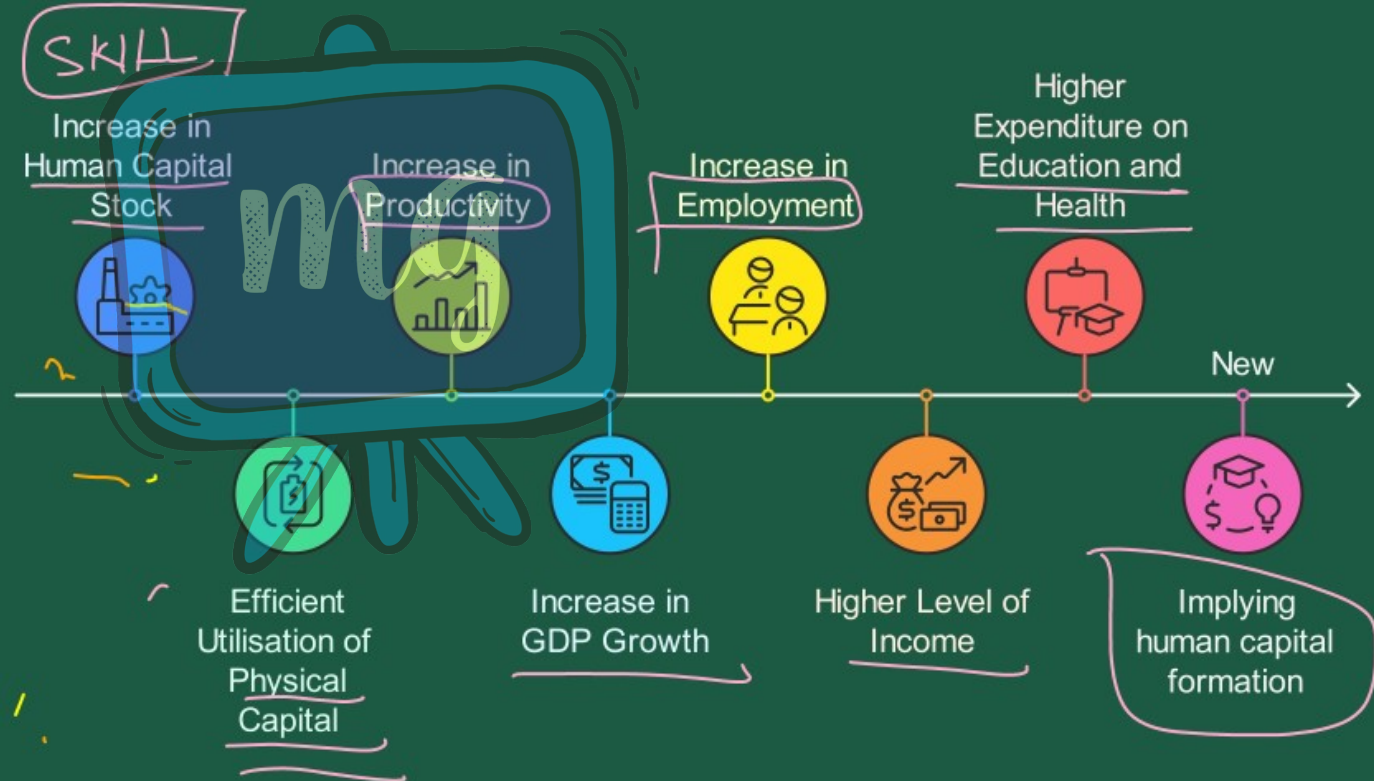 SKILL
Increase in
Human Capital
Stock
Efficient
Utilisation of
Physical
Capital
Increase in
Productivity
Increase in
GDP Growth
Increase in
Employment
Higher Level of
Income
Higher
Expenditure on
Education and
Health
New
Implying
human capital
formation
mg
$
$
$